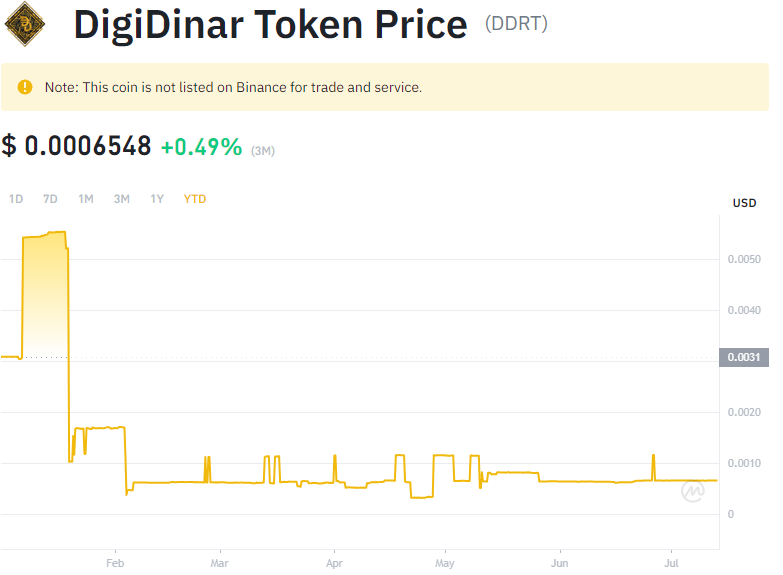 DigiDinar Token Price (DDRT)
Note: This coin is not listed on Binance for trade and service.
$ 0.0006548 +0.49% (3M)
1D 7D 1M 3M 1Y YTD
USD
0.0050
0.0040
0.0031
0.0020
0.0010
0
Feb Mar Apr May Jun Jul